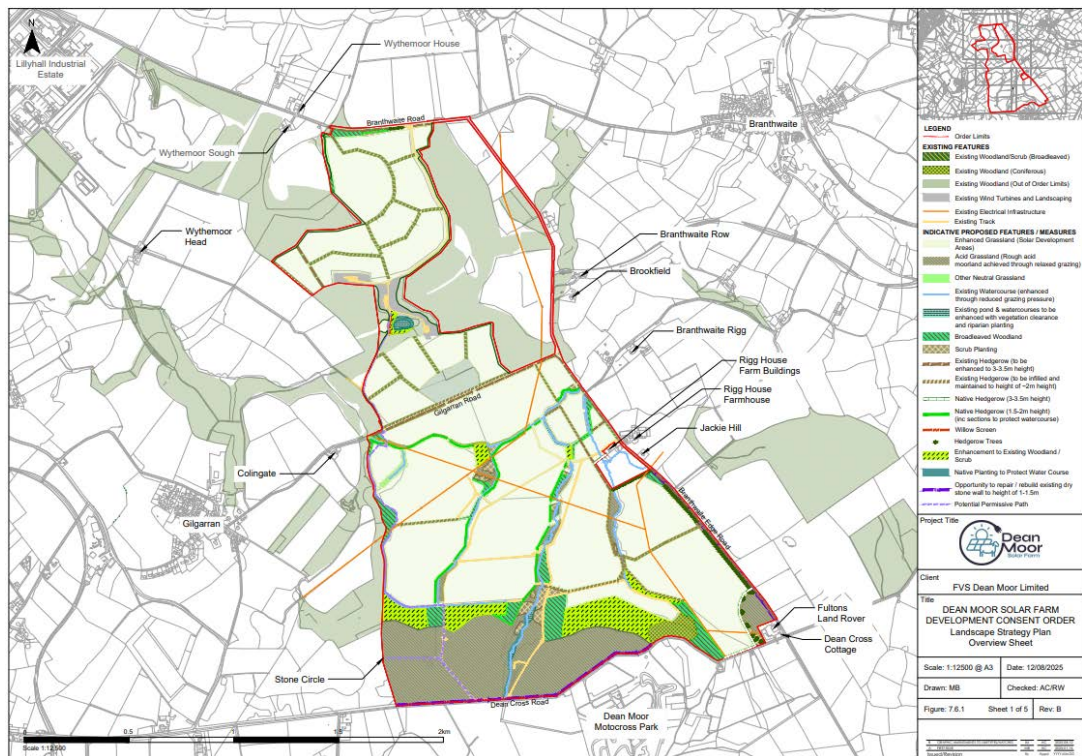 N
Lillyhall Industrial
Estate
Wythemoor House
Branthwaite Road
Wythemoor Sough
Branthwaite
Wythemoor
Head
Branthwaite Row
Brookfield
Branthwaite Rigg
Rigg House
Farm Buildings
Rigg House
Farmhouse
Jackie Hill
Gilgarran Road
Colingate
Gilgarran
Branthwaite Edge Road
Fultons
Land Rover
Dean Cross
Cottage
Stone Circle
Dean Cross Road
Dean Moor
Motocross Park
0 0.5 1 2km
Scale 1:12,500
LEGEND
Order Limits
EXISTING FEATURES
Existing Woodland/Scrub (Broadleaved)
Existing Woodland (Coniferous)
Existing Woodland (Out of Order Limits)
Existing Wind Turbines and Landscaping
Existing Electrical Infrastructure
Existing Track
INDICATIVE PROPOSED FEATURES / MEASURES
Enhanced Grassland (Solar Development
Areas)
Acid Grassland (Rough acid
moorland achieved through relaxed grazing)
Other Neutral Grassland
Existing Watercourse (enhanced
through reduced grazing pressure)
Existing pond & watercourses to be
enhanced with vegetation clearance
and riparian planting
Broadleaved Woodland
Scrub Planting
Existing Hedgerow (to be
enhanced to 3-3.5m height)
Existing Hedgerow (to be infilled and
maintained to height of ~2m height)
Native Hedgerow (3-3.5m height)
Native Hedgerow (1.5-2m height)
(inc sections to protect watercourse)
Willow Screen
Hedgerow Trees
Enhancement to Existing Woodland /
Scrub
Native Planting to Protect Water Course
Opportunity to repair / rebuild existing dry
stone wall to height of 1-1.5m
Potential Permissive Path
Project Title
Dean
Moor
Solar Farm
Client
FVS Dean Moor Limited
Title
DEAN MOOR SOLAR FARM
DEVELOPMENT CONSENT ORDER
Landscape Strategy Plan
Overview Sheet
Scale: 1:12500 @ A3 Date: 12/08/2025
Drawn: MB Checked: AC/RW
Figure: 7.6.1 Sheet 1 of 5 Rev: B